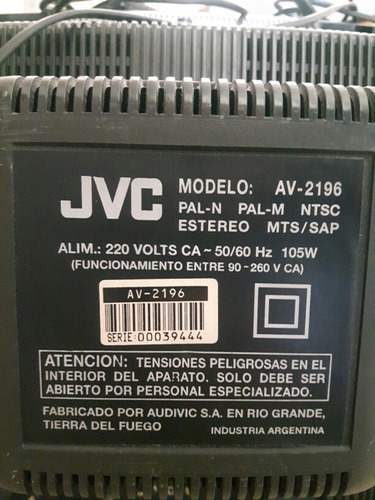 JVC
MODELO: AV-2196
PAL-N PAL-M NTSC
ESTEREO MTS/SAP
ALIM.: 220 VOLTS CA ~ 50/60 Hz 105W
(FUNCIONAMIENTO ENTRE 90-260 V CA)
AV-2196
SERIE 00039444
ATENCION: TENSIONES PELIGROSAS EN EL
INTERIOR DEL APARATO. SOLO DEBE SER
ABIERTO POR PERSONAL ESPECIALIZADO.
FABRICADO POR AUDIVIC S.A. EN RIO GRANDE,
TIERRA DEL FUEGO INDUSTRIA ARGENTINA